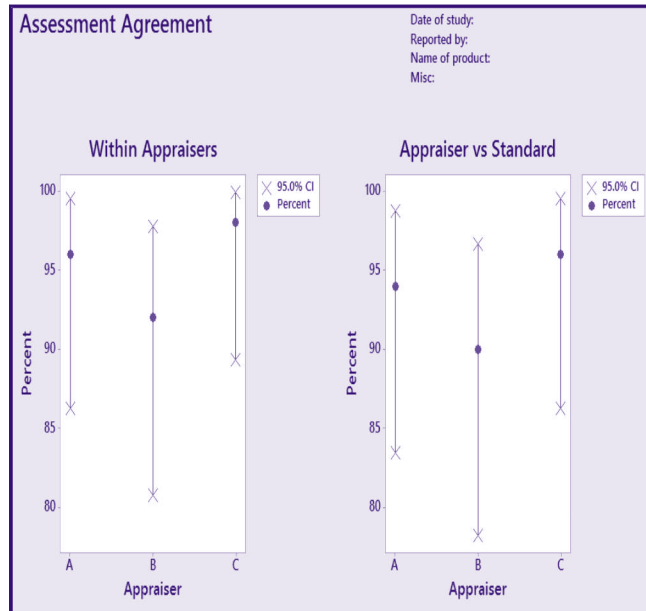 Assessment Agreement
Date of study:
Reported by:
Name of product:
Misc:
Within Appraisers
100
95
90
85
80
Percent
A B C
Appraiser
95.0% CI
Percent
Appraiser vs Standard
100
95
90
85
80
Percent
A B C
Appraiser
95.0% CI
Percent